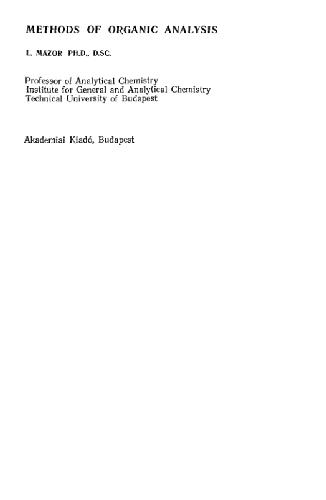 METHODS OF ORGANIC ANALYSIS
L. MAZOR PH.D., D.SC.
Professor of Analytical Chemistry
Institute for General and Analytical Chemistry
Technical University of Budapest
Akadémiai Kiadó, Budapest